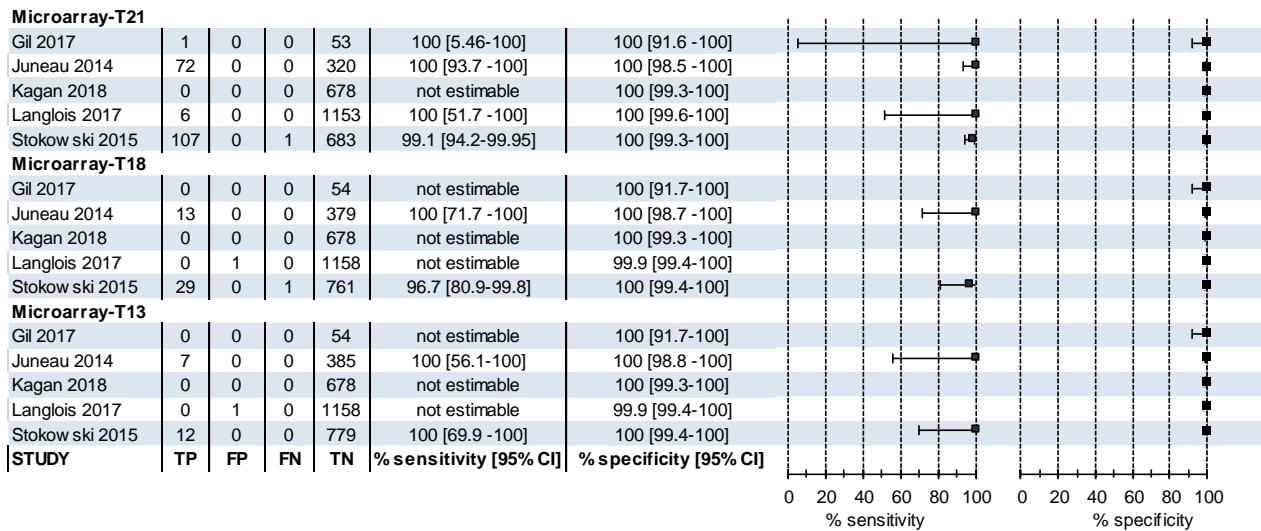 Microarray-T21
Gil 2017 1 0 0 53 100 [5.46-100] 100 [91.6 -100]
Juneau 2014 72 0 0 320 100 [93.7 -100] 100 [98.5 -100]
Kagan 2018 0 0 0 678 not estimable 100 [99.3-100]
Langlois 2017 6 0 0 1153 100 [51.7 -100] 100 [99.6-100]
Stokow ski 2015 107 0 1 683 99.1 [94.2-99.95] 100 [99.3-100]
Microarray-T18
Gil 2017 0 0 0 54 not estimable 100 [91.7-100]
Juneau 2014 13 0 0 379 100 [71.7 -100] 100 [98.7 -100]
Kagan 2018 0 0 0 678 not estimable 100 [99.3 -100]
Langlois 2017 0 1 0 1158 not estimable 99.9 [99.4-100]
Stokow ski 2015 29 0 1 761 96.7 [80.9-99.8] 100 [99.4-100]
Microarray-T13
Gil 2017 0 0 0 54 not estimable 100 [91.7-100]
Juneau 2014 7 0 0 385 100 [56.1-100] 100 [98.8 -100]
Kagan 2018 0 0 0 678 not estimable 100 [99.3-100]
Langlois 2017 0 1 0 1158 not estimable 99.9 [99.4-100]
Stokow ski 2015 12 0 0 779 100 [69.9 -100] 100 [99.4-100]
STUDY TP FP FN TN % sensitivity [95% CI] % specificity [95% CI]
0 20 40 60 80 100 0 20 40 60 80 100
% sensitivity % specificity